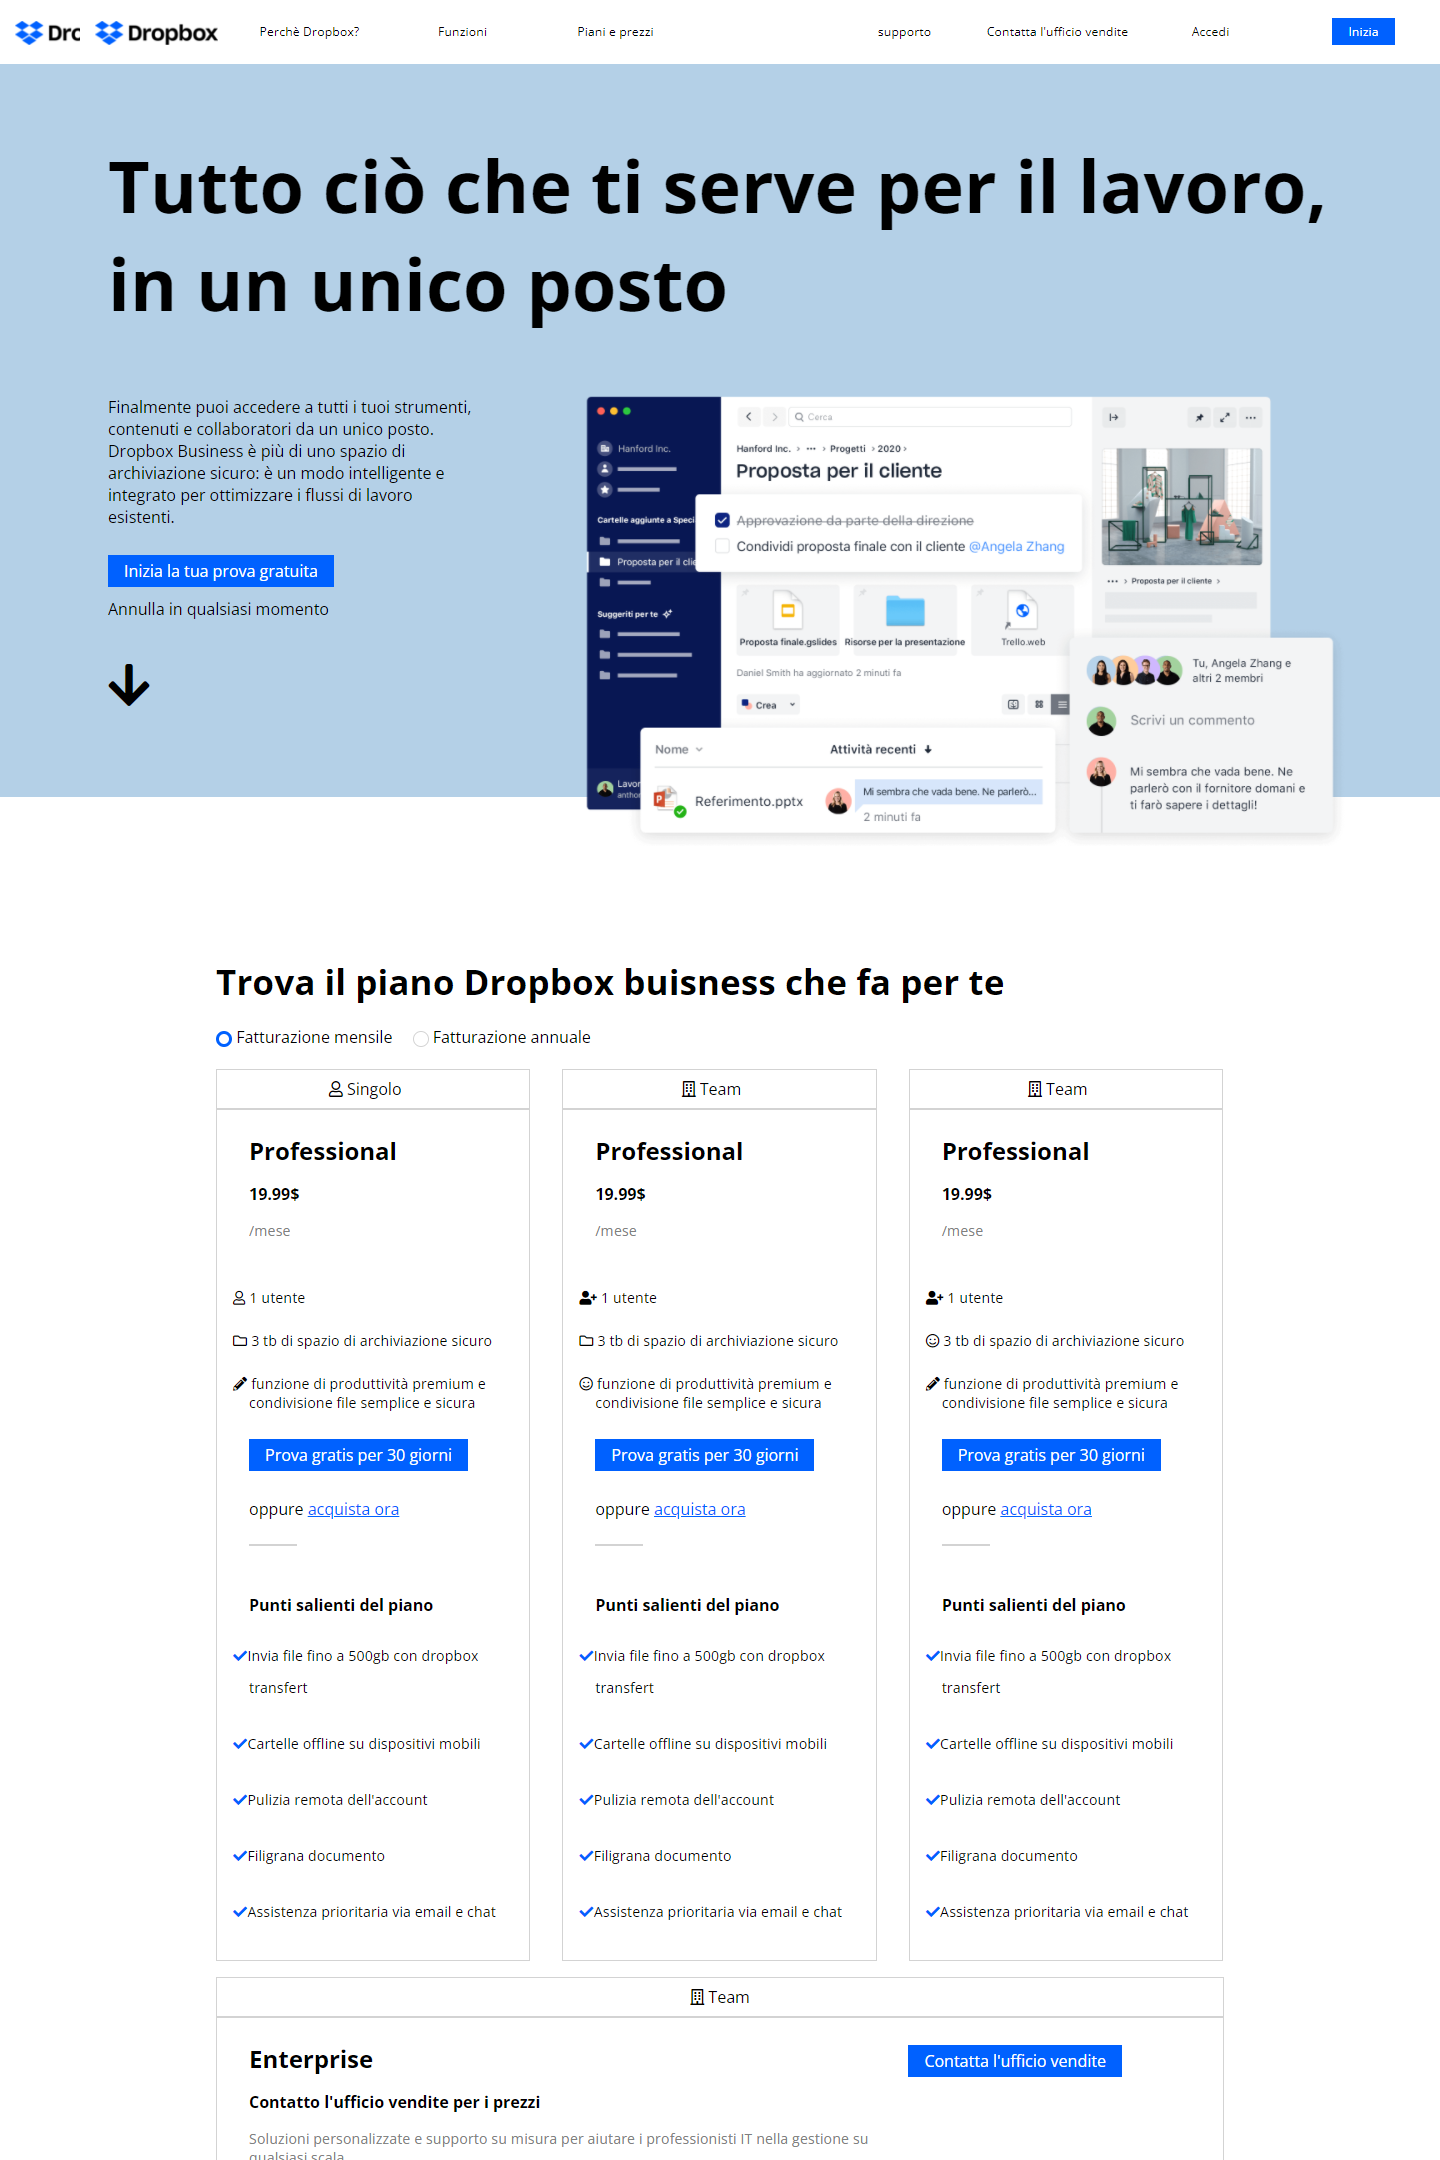 Dropbox
Perchè Dropbox?
Funzioni
Piani e prezzi
supporto
Contatta l'ufficio vendite
Accedi
Inizia
Tutto ciò che ti serve per il lavoro,
in un unico posto
Finalmente puoi accedere a tutti i tuoi strumenti,
contenuti e collaboratori da un unico posto.
Dropbox Business è più di uno spazio di
archiviazione sicuro: è un modo intelligente e
integrato per ottimizzare i flussi di lavoro
esistenti.
Inizia la tua prova gratuita
Annulla in qualsiasi momento
Hanford Inc.
Cartelle aggiunte a Speci
Proposta per il clie
Suggeriti per te
Lavor
Cerca
Hanford Inc. › ··· › Progetti › 2020 ›
Proposta per il cliente
Approvazione da parte della direzione
Condividi proposta finale con il cliente @Angela Zhang
Proposta finale.gslides
Risorse per la presentazione
Trello.web
Daniel Smith ha aggiornato 2 minuti fa
Crea
Nome
Attività recenti
Referimento.pptx
Mi sembra che vada bene. Ne parlerò...
2 minuti fa
··· › Proposta per il cliente ›
Tu, Angela Zhang e
altri 2 membri
Scrivi un commento
Mi sembra che vada bene. Ne
parlerò con il fornitore domani e
ti farò sapere i dettagli!
Trova il piano Dropbox buisness che fa per te
Fatturazione mensile
Fatturazione annuale
Singolo
Professional
19.99$
/mese
1 utente
3 tb di spazio di archiviazione sicuro
funzione di produttività premium e
condivisione file semplice e sicura
Prova gratis per 30 giorni
oppure acquista ora
Punti salienti del piano
Invia file fino a 500gb con dropbox
transfert
Cartelle offline su dispositivi mobili
Pulizia remota dell'account
Filigrana documento
Assistenza prioritaria via email e chat
Team
Professional
19.99$
/mese
1 utente
3 tb di spazio di archiviazione sicuro
funzione di produttività premium e
condivisione file semplice e sicura
Prova gratis per 30 giorni
oppure acquista ora
Punti salienti del piano
Invia file fino a 500gb con dropbox
transfert
Cartelle offline su dispositivi mobili
Pulizia remota dell'account
Filigrana documento
Assistenza prioritaria via email e chat
Team
Professional
19.99$
/mese
1 utente
3 tb di spazio di archiviazione sicuro
funzione di produttività premium e
condivisione file semplice e sicura
Prova gratis per 30 giorni
oppure acquista ora
Punti salienti del piano
Invia file fino a 500gb con dropbox
transfert
Cartelle offline su dispositivi mobili
Pulizia remota dell'account
Filigrana documento
Assistenza prioritaria via email e chat
Team
Enterprise
Contatta l'ufficio vendite
Contatto l'ufficio vendite per i prezzi
Soluzioni personalizzate e supporto su misura per aiutare i professionisti IT nella gestione su
qualsiasi scala